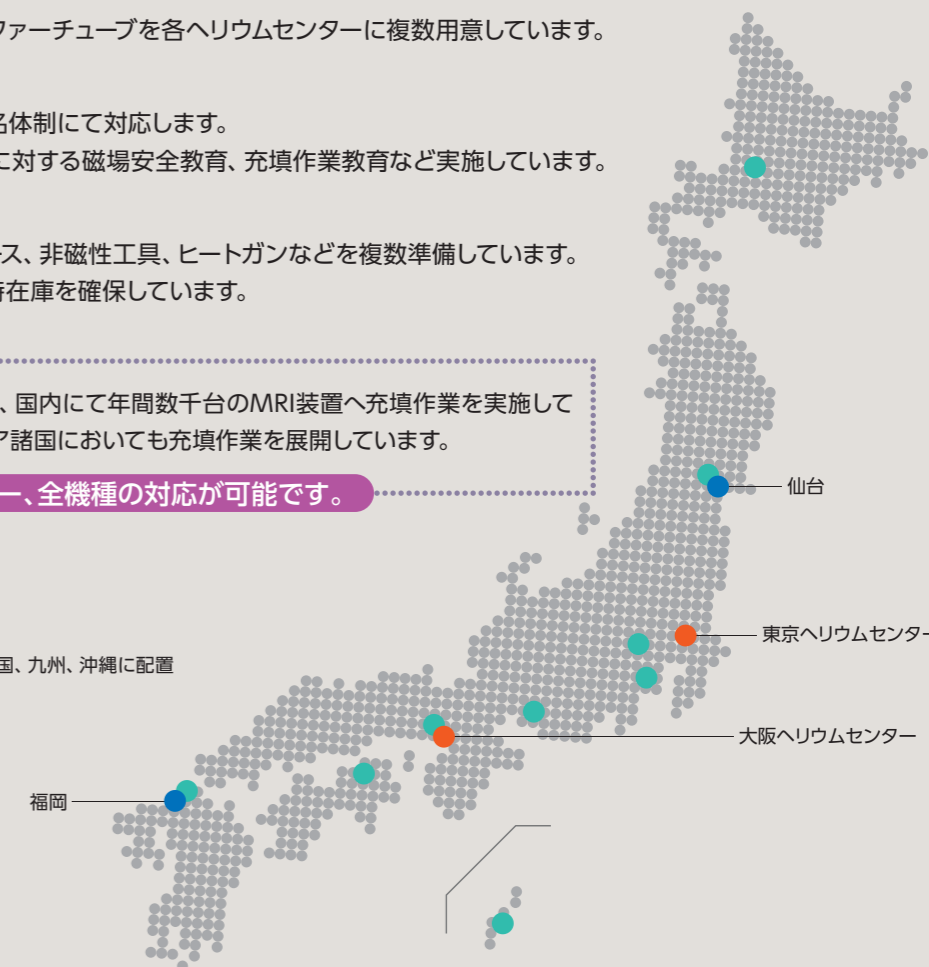 ファーチューブを各ヘリウムセンターに複数用意しています。
名体制にて対応します。
に対する磁場安全教育、充填作業教育など実施しています。
ース、非磁性工具、ヒートガンなどを複数準備しています。
時在庫を確保しています。
、国内にて年間数千台のMRI装置へ充填作業を実施して
ア諸国においても充填作業を展開しています。
ー、全機種の対応が可能です。
仙台
東京ヘリウムセンター
国、九州、沖縄に配置
大阪ヘリウムセンター
福岡